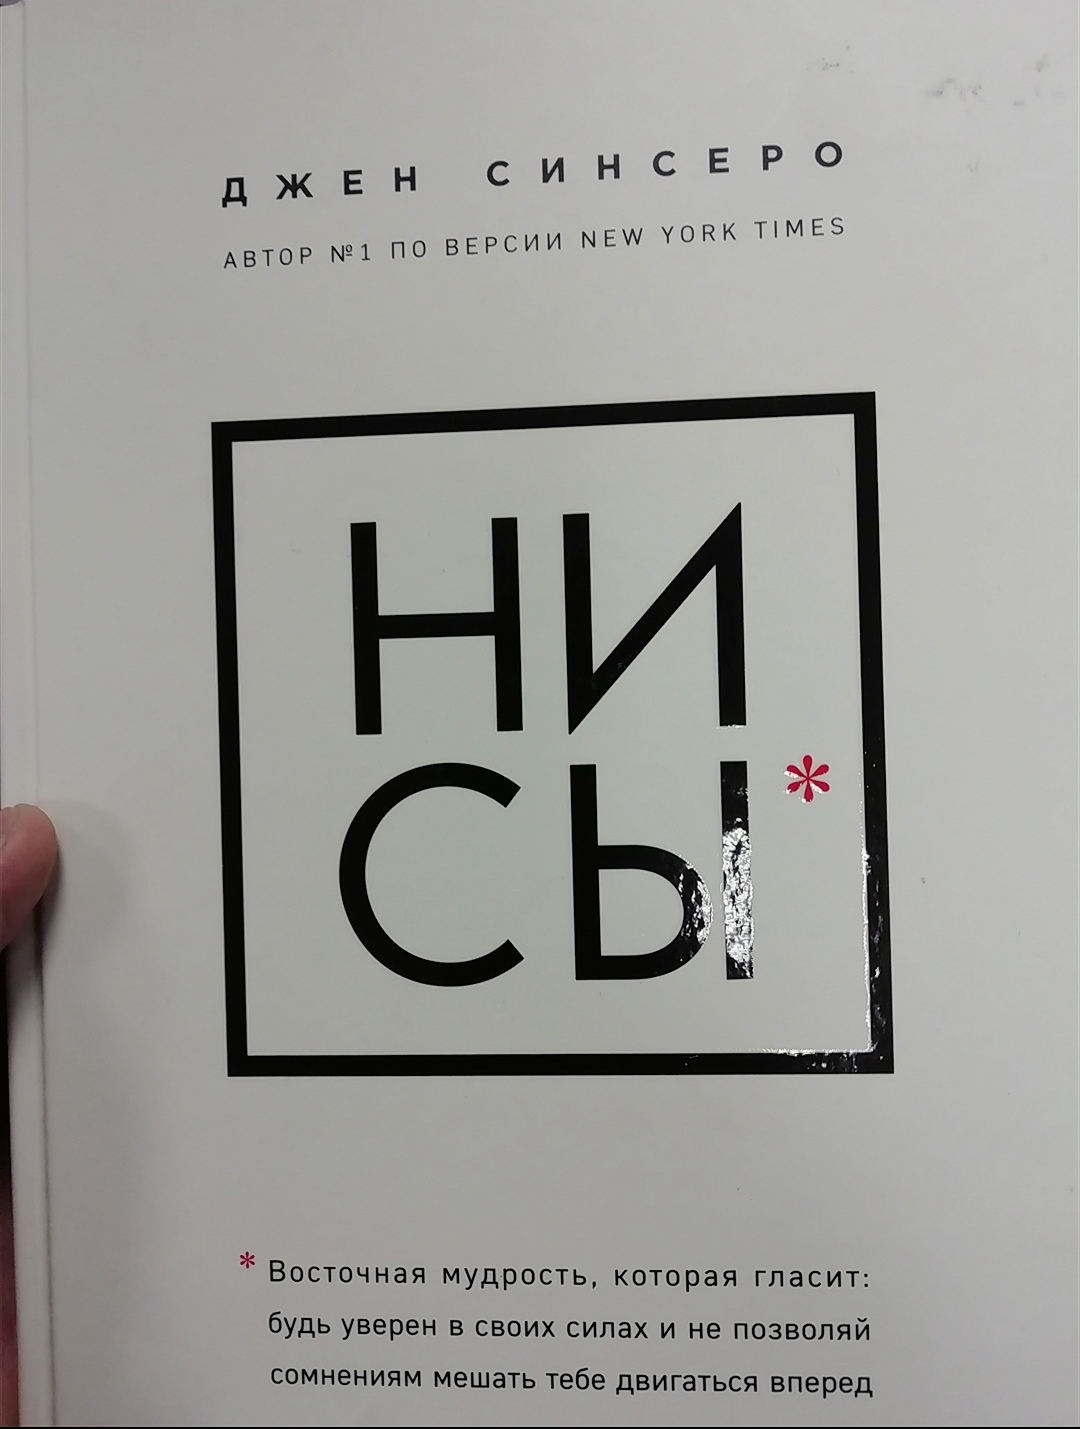 ДЖЕН СИНСЕРО
АВТОР №1 ПО ВЕРСИИ NEW YORK TIMES
НИ
СЫ*
* Восточная мудрость, которая гласит:
будь уверен в своих силах и не позволяй
сомнениям мешать тебе двигаться вперед